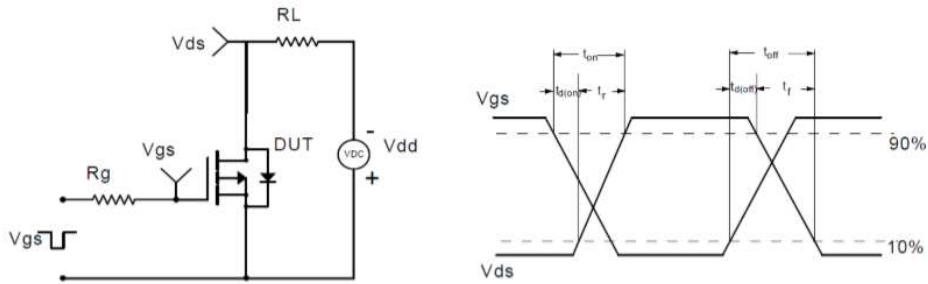 RL
Vds
Vgs
DUT
VDC
-
Vdd
+
Rg
Vgs
ton
toff
td(on)
tr
td(off)
tf
Vgs
90%
10%
Vds